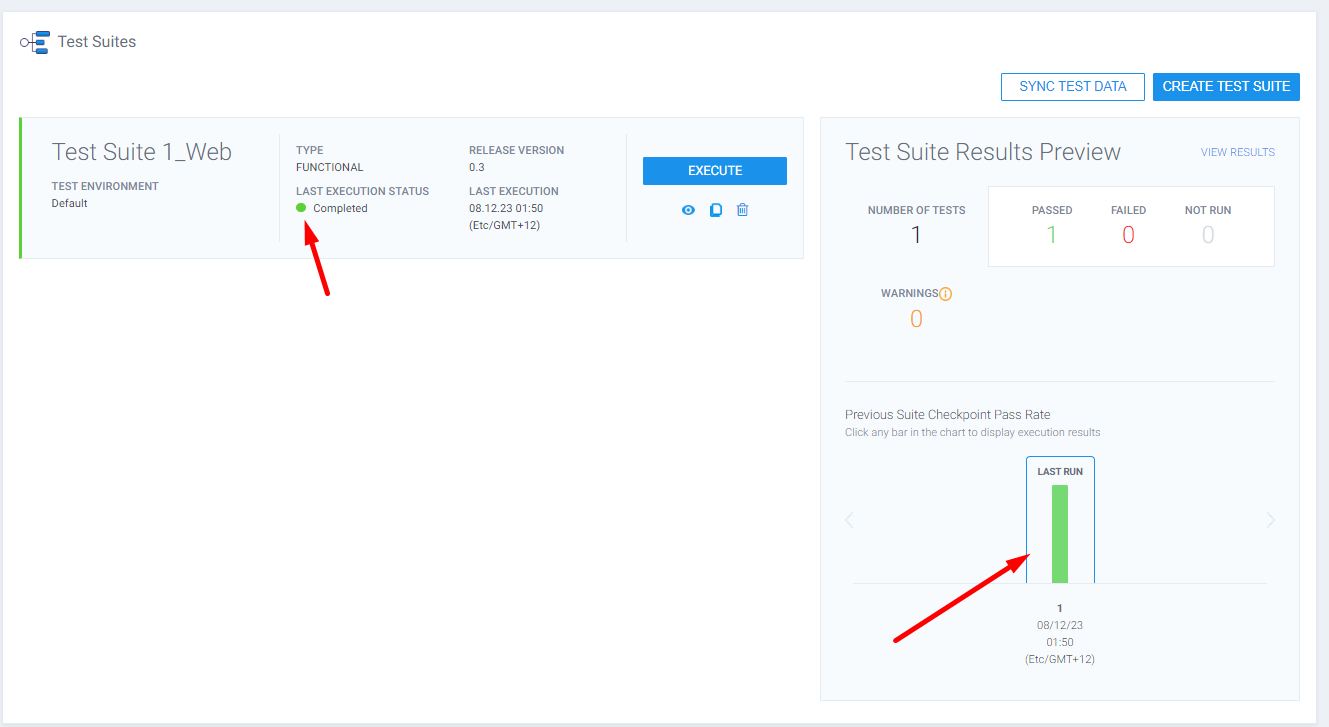 Test Suites
SYNC TEST DATA
CREATE TEST SUITE
Test Suite 1_Web
TEST ENVIRONMENT
Default
TYPE
FUNCTIONAL
LAST EXECUTION STATUS
Completed
RELEASE VERSION
0.3
LAST EXECUTION
08.12.23 01:50
(Etc/GMT+12)
EXECUTE
Test Suite Results Preview
VIEW RESULTS
NUMBER OF TESTS
1
PASSED
1
FAILED
0
NOT RUN
0
WARNINGS
0
Previous Suite Checkpoint Pass Rate
Click any bar in the chart to display execution results
LAST RUN
1
08/12/23
01:50
(Etc/GMT+12)